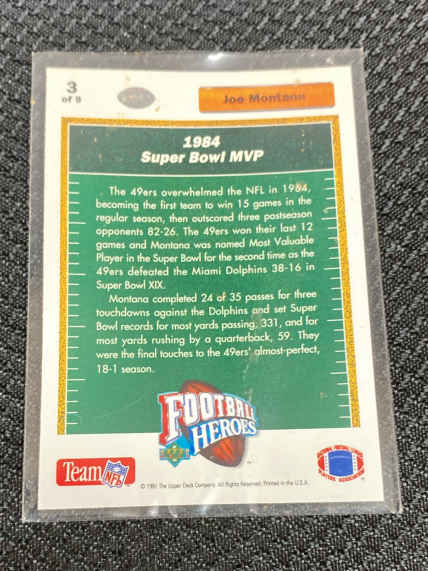 3
of 9
Joe Montana
1984
Super Bowl MVP
The 49ers overwhelmed the NFL in 1984,
becoming the first team to win 15 games in the
regular season, then outscored three postseason
opponents 82-26. The 49ers won their last 12
games and Montana was named Most Valuable
Player in the Super Bowl for the second time as the
49ers defeated the Miami Dolphins 38-16 in
Super Bowl XIX.
Montana completed 24 of 35 passes for three
touchdowns against the Dolphins and set Super
Bowl records for most yards passing, 331, and for
most yards rushing by a quarterback, 59. They
were the final touches to the 49ers' almost-perfect,
18-1 season.
FOOTBALL
HEROES
UPPER DECK
Team NFL
© 1991 The Upper Deck Company. All Rights Reserved. Printed in the U.S.A.